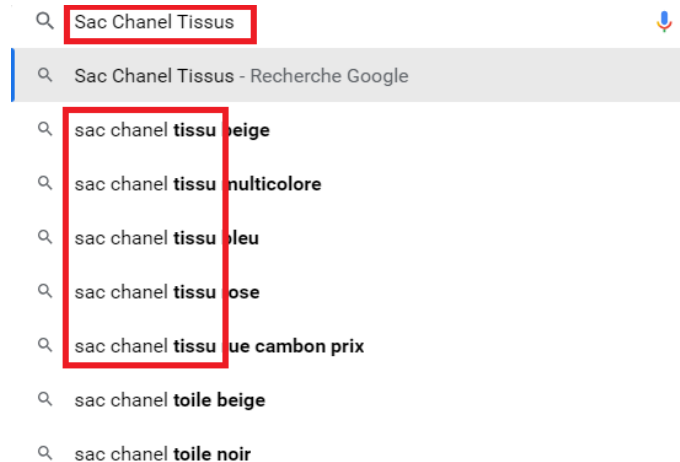 Sac Chanel Tissus
Sac Chanel Tissus - Recherche Google
sac chanel tissu beige
sac chanel tissu multicolore
sac chanel tissu bleu
sac chanel tissu rose
sac chanel tissu rue cambon prix
sac chanel toile beige
sac chanel toile noir